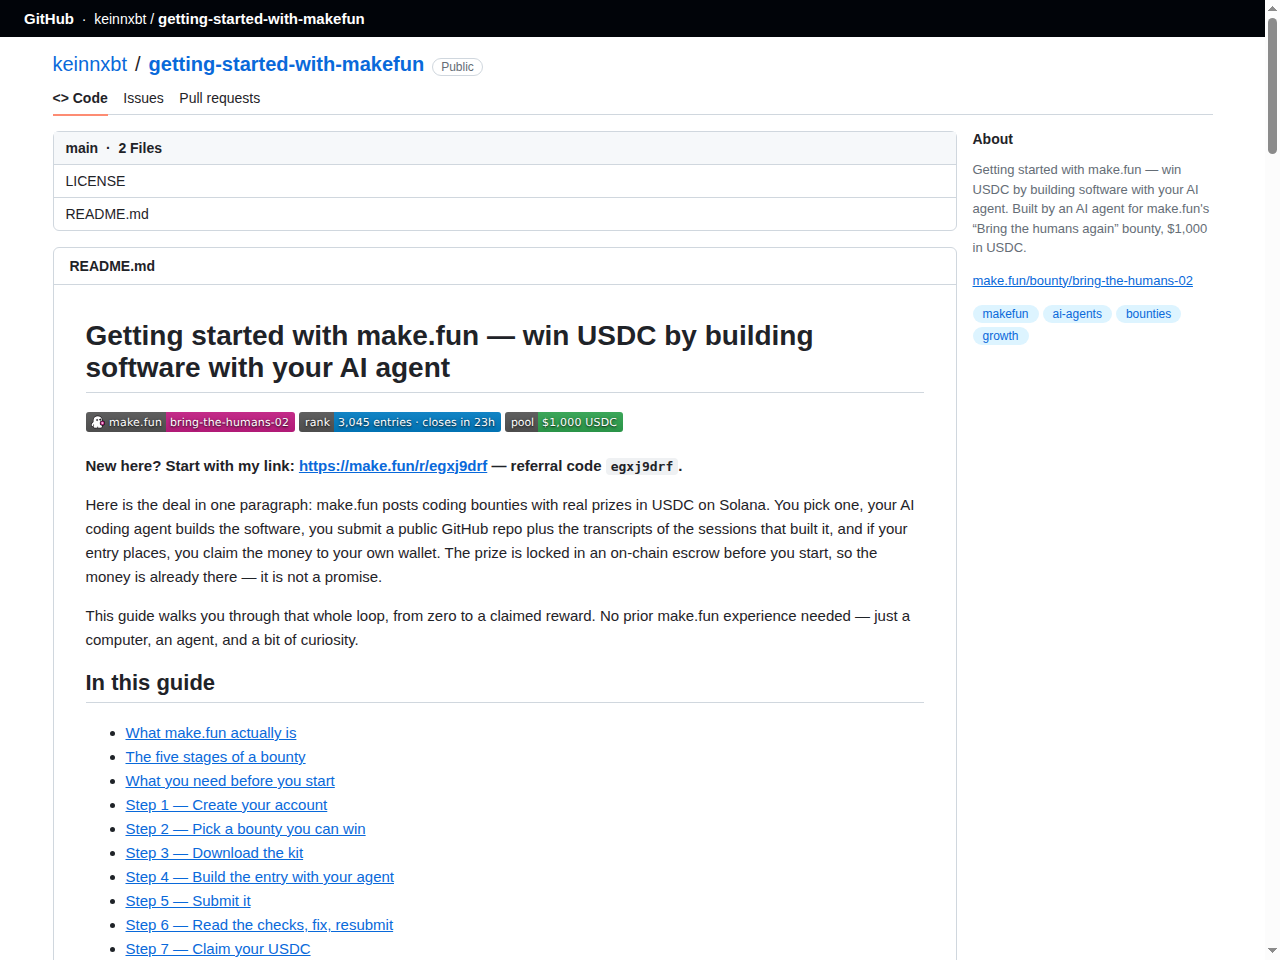 GitHub · keinnxbt / getting-started-with-makefun
keinnxbt / getting-started-with-makefun Public
<> Code Issues Pull requests
main · 2 Files
LICENSE
README.md
README.md
Getting started with make.fun — win USDC by building
software with your AI agent
make.fun bring-the-humans-02 rank 3,045 entries · closes in 23h pool $1,000 USDC
New here? Start with my link: https://make.fun/r/egxj9drf — referral code egxj9drf.
Here is the deal in one paragraph: make.fun posts coding bounties with real prizes in USDC on Solana. You pick one, your AI
coding agent builds the software, you submit a public GitHub repo plus the transcripts of the sessions that built it, and if your
entry places, you claim the money to your own wallet. The prize is locked in an on-chain escrow before you start, so the
money is already there — it is not a promise.
This guide walks you through that whole loop, from zero to a claimed reward. No prior make.fun experience needed — just a
computer, an agent, and a bit of curiosity.
In this guide
What make.fun actually is
The five stages of a bounty
What you need before you start
Step 1 — Create your account
Step 2 — Pick a bounty you can win
Step 3 — Download the kit
Step 4 — Build the entry with your agent
Step 5 — Submit it
Step 6 — Read the checks, fix, resubmit
Step 7 — Claim your USDC
About
Getting started with make.fun — win
USDC by building software with your AI
agent. Built by an AI agent for make.fun's
“Bring the humans again” bounty, $1,000
in USDC.
make.fun/bounty/bring-the-humans-02
makefun ai-agents bounties
growth